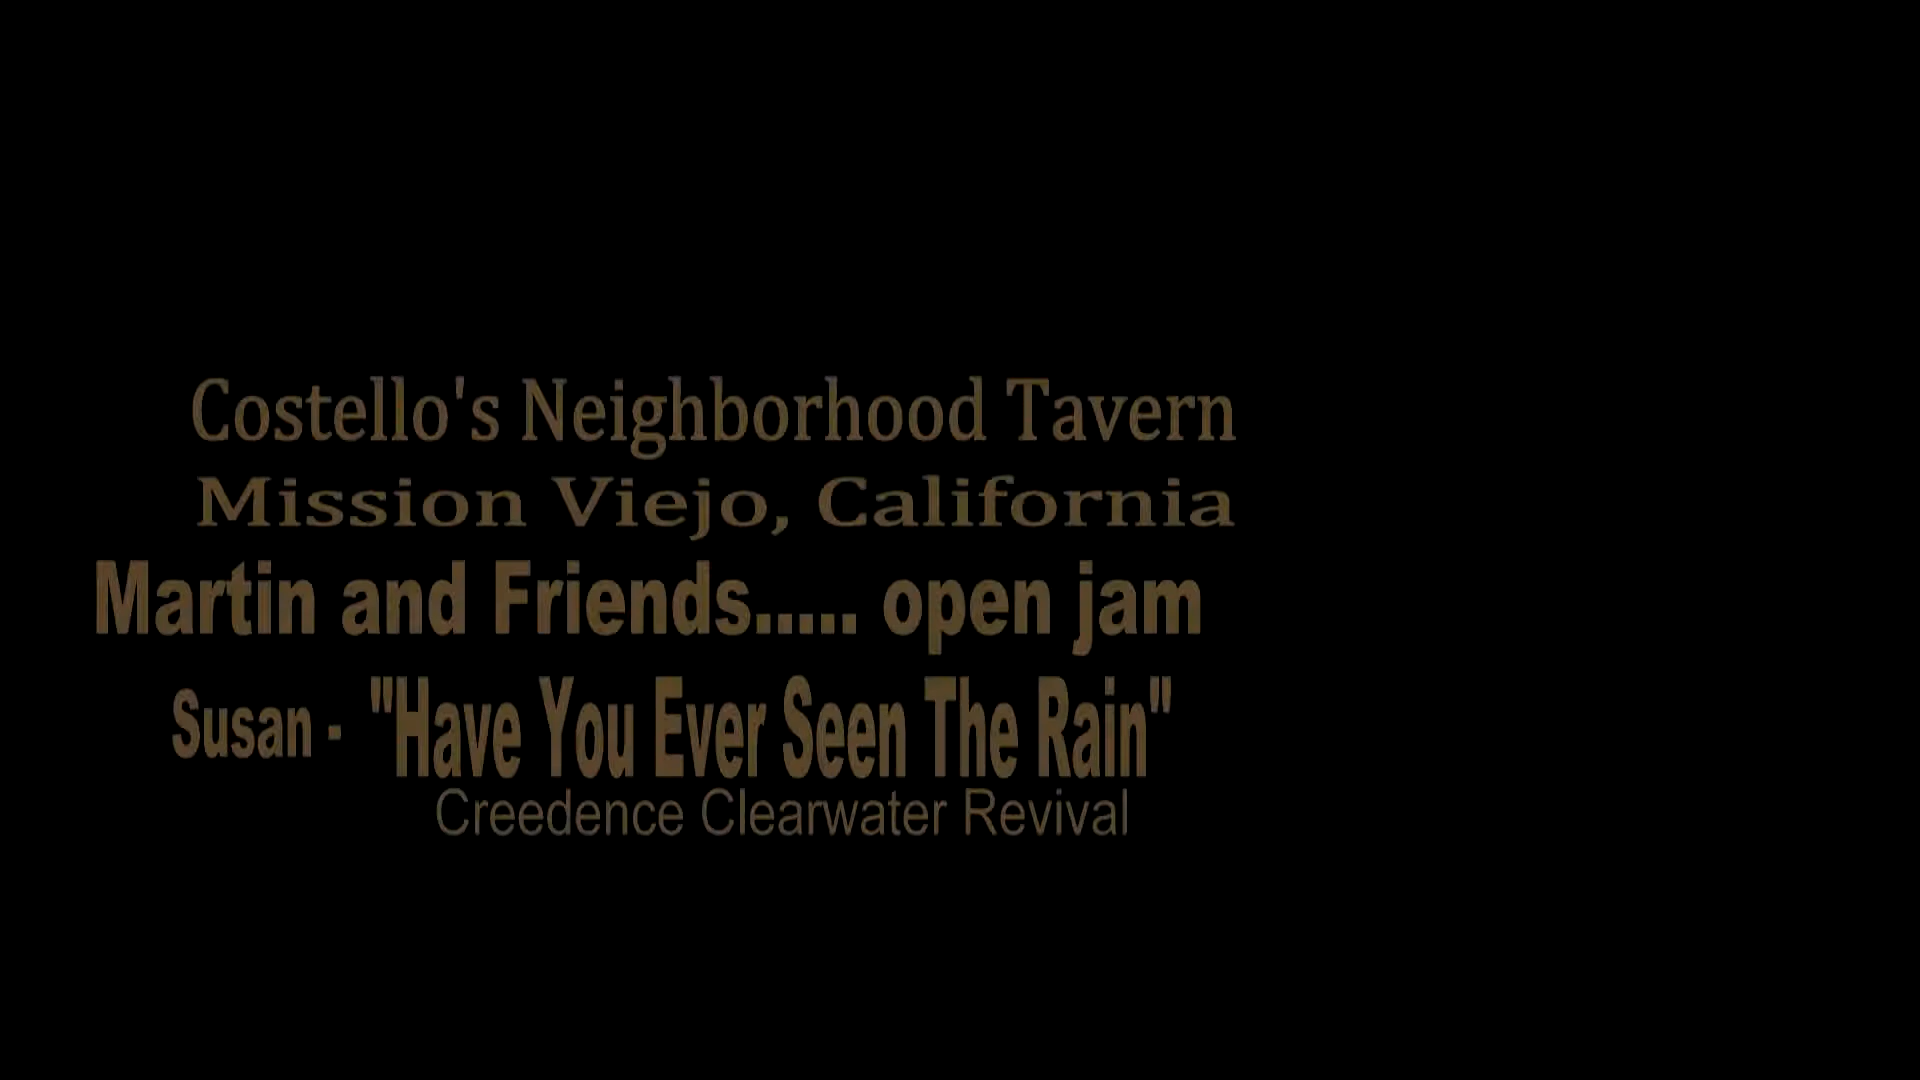 Costello's Neighborhood Tavern
Mission Viejo, California
Martin and Friends..... open jam
Susan - "Have You Ever Seen The Rain"
Creedence Clearwater Revival